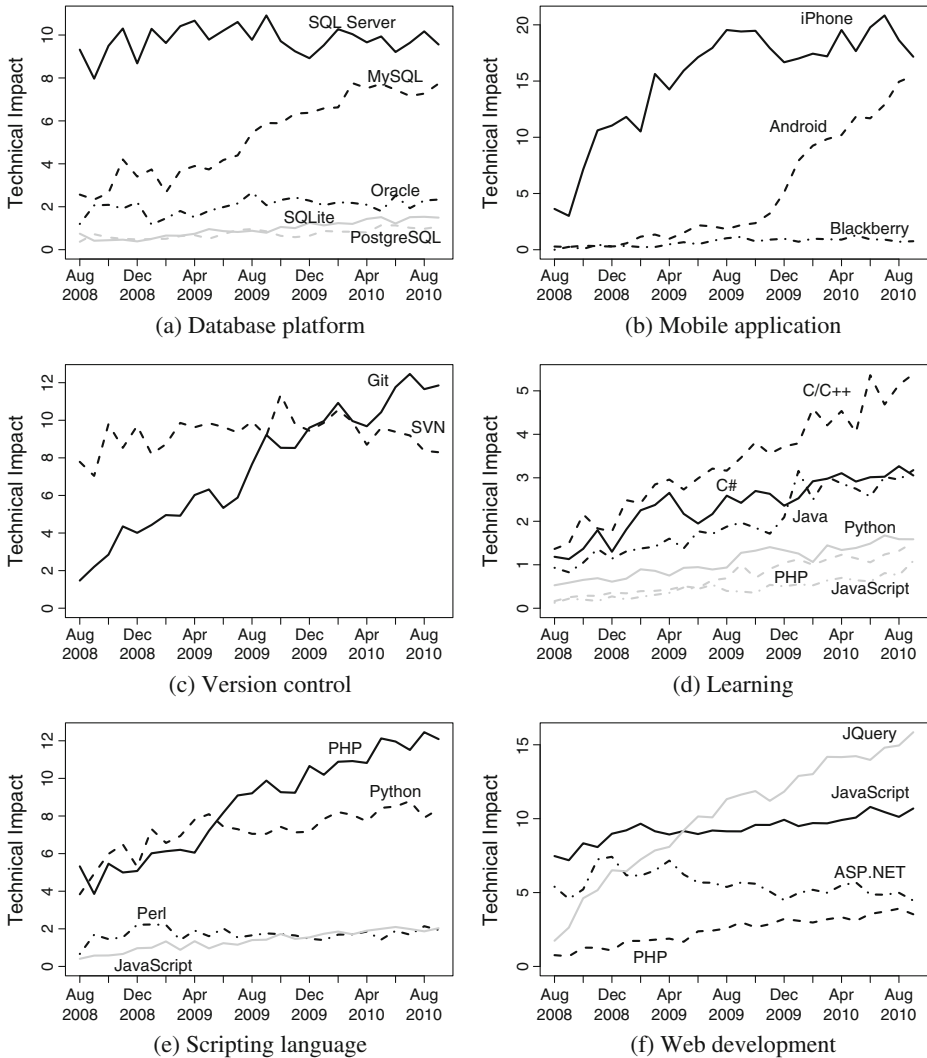 Technical Impact
0 2 4 6 8 10
SQL Server
MySQL
Oracle
SQLite
PostgreSQL
Aug 2008
Dec 2008
Apr 2009
Aug 2009
Dec 2009
Apr 2010
Aug 2010
(a) Database platform
Technical Impact
0 5 10 15 20
iPhone
Android
Blackberry
Aug 2008
Dec 2008
Apr 2009
Aug 2009
Dec 2009
Apr 2010
Aug 2010
(b) Mobile application
Technical Impact
0 2 4 6 8 10 12
Git
SVN
Aug 2008
Dec 2008
Apr 2009
Aug 2009
Dec 2009
Apr 2010
Aug 2010
(c) Version control
Technical Impact
0 1 2 3 4 5
C/C++
C#
Java
Python
PHP
JavaScript
Aug 2008
Dec 2008
Apr 2009
Aug 2009
Dec 2009
Apr 2010
Aug 2010
(d) Learning
Technical Impact
0 2 4 6 8 10 12
PHP
Python
Perl
JavaScript
Aug 2008
Dec 2008
Apr 2009
Aug 2009
Dec 2009
Apr 2010
Aug 2010
(e) Scripting language
Technical Impact
0 5 10 15
JQuery
JavaScript
ASP.NET
PHP
Aug 2008
Dec 2008
Apr 2009
Aug 2009
Dec 2009
Apr 2010
Aug 2010
(f) Web development